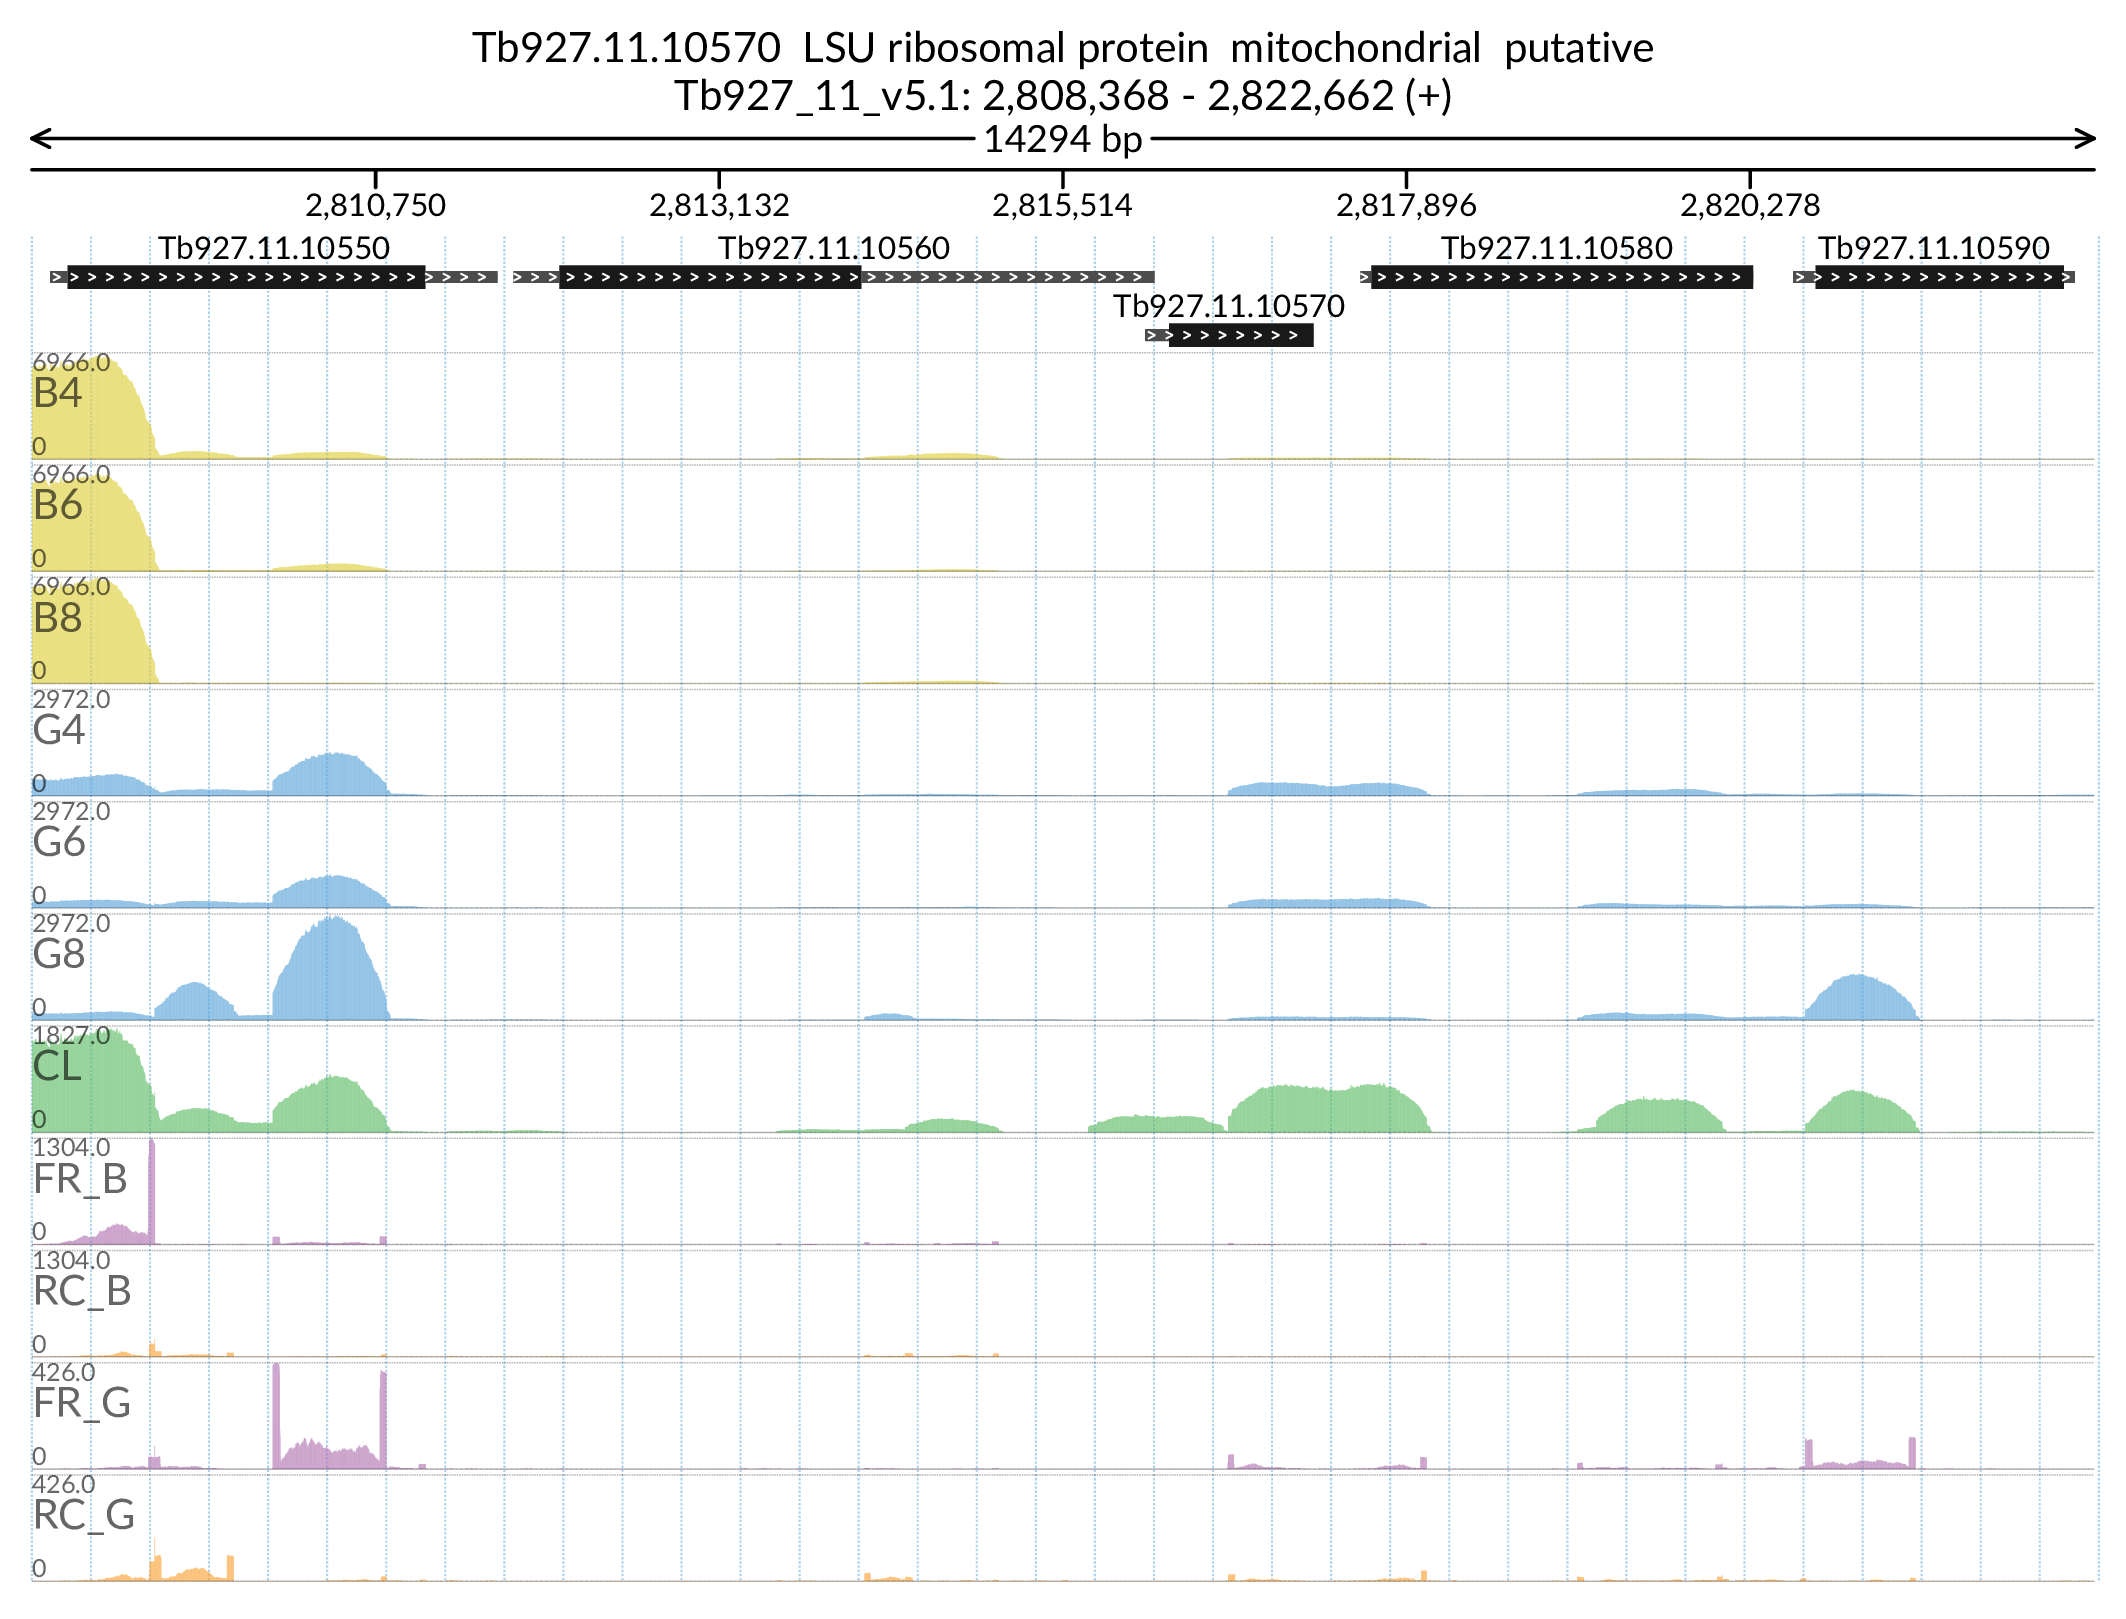 Tb927.11.10570 LSU ribosomal protein mitochondrial putative
Tb927_11_v5.1: 2,808,368 - 2,822,662 (+)
14294 bp
2,810,750 2,813,132 2,815,514 2,817,896 2,820,278
Tb927.11.10550 Tb927.11.10560 Tb927.11.10580 Tb927.11.10590
Tb927.11.10570
6966.0
B4
0
6966.0
B6
0
6966.0
B8
0
2972.0
G4
0
2972.0
G6
0
2972.0
G8
0
1827.0
CL
0
1304.0
FR_B
0
1304.0
RC_B
0
426.0
FR_G
0
426.0
RC_G
0